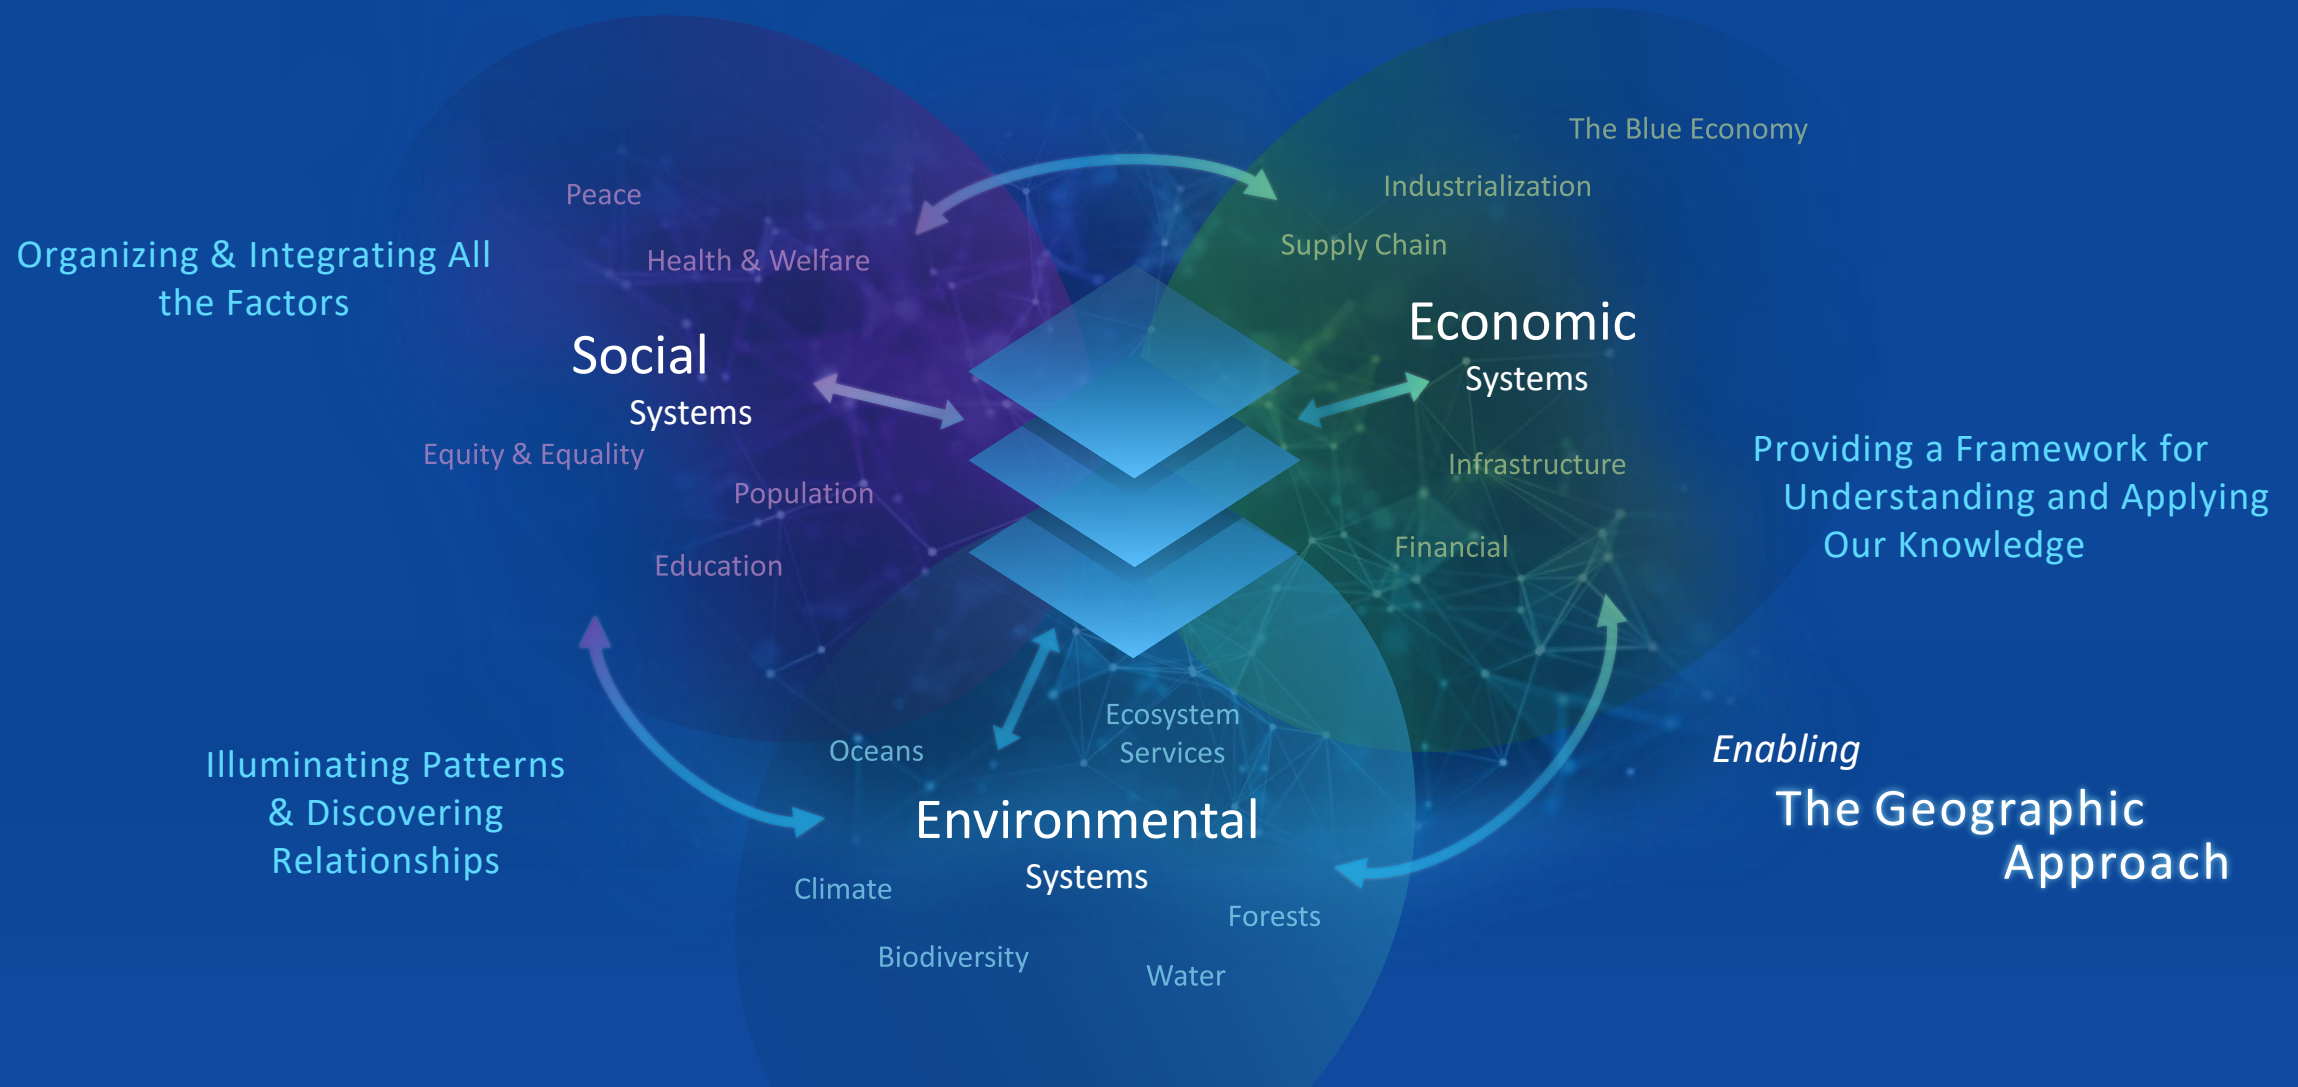 Organizing & Integrating All
the Factors
Peace
Health & Welfare
Social
Systems
Equity & Equality
Population
Education
The Blue Economy
Industrialization
Supply Chain
Economic
Systems
Infrastructure
Financial
Providing a Framework for
Understanding and Applying
Our Knowledge
Illuminating Patterns
& Discovering
Relationships
Oceans
Ecosystem
Services
Environmental
Systems
Climate
Forests
Biodiversity
Water
Enabling
The Geographic
Approach